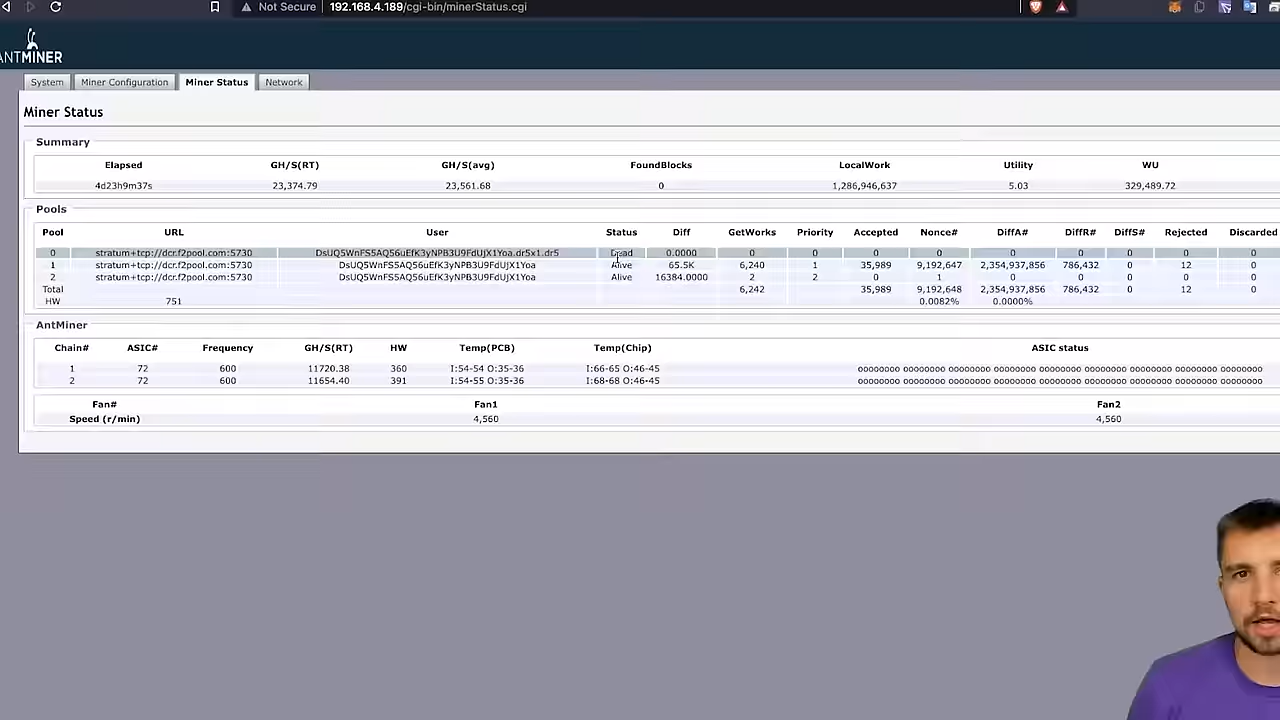 Not Secure 192.168.4.189/cgi-bin/minerStatus.cgi
ANTMINER
System Miner Configuration Miner Status Network
Miner Status
Summary
Elapsed GH/S(RT) GH/S(avg) FoundBlocks LocalWork Utility WU
4d23h9m37s 23,374.79 23,561.68 0 1,286,946,637 5.03 329,489.72
Pools
Pool URL User Status Diff GetWorks Priority Accepted Nonce# DiffA# DiffR# DiffS# Rejected Discarded
0 stratum+tcp://dcr.f2pool.com:5730 DsUQ5WnFS5AQ56uEfK3yNPB3U9FdUJX1Yoa.dr5x1.dr5 Dead 0.0000 0 0 0 0 0 0 0 0 0
1 stratum+tcp://dcr.f2pool.com:5730 DsUQ5WnFS5AQ56uEfK3yNPB3U9FdUJX1Yoa Alive 65.5K 6,240 1 35,989 9,192,647 2,354,937,856 786,432 0 12 0
2 stratum+tcp://dcr.f2pool.com:5730 DsUQ5WnFS5AQ56uEfK3yNPB3U9FdUJX1Yoa Alive 16384.0000 2 2 0 1 0 0 0 0 0
Total 6,242 35,989 9,192,648 2,354,937,856 786,432 0 12 0
HW 751 0.0082% 0.0000%
AntMiner
Chain# ASIC# Frequency GH/S(RT) HW Temp(PCB) Temp(Chip) ASIC status
1 72 600 11720.38 360 I:54-54 O:35-36 I:66-65 O:46-45 oooooooo oooooooo oooooooo oooooooo oooooooo oooooooo oooooooo oooooooo oooooooo
2 72 600 11654.40 391 I:54-55 O:35-36 I:68-68 O:46-45 oooooooo oooooooo oooooooo oooooooo oooooooo oooooooo oooooooo oooooooo oooooooo
Fan# Fan1 Fan2
Speed (r/min) 4,560 4,560